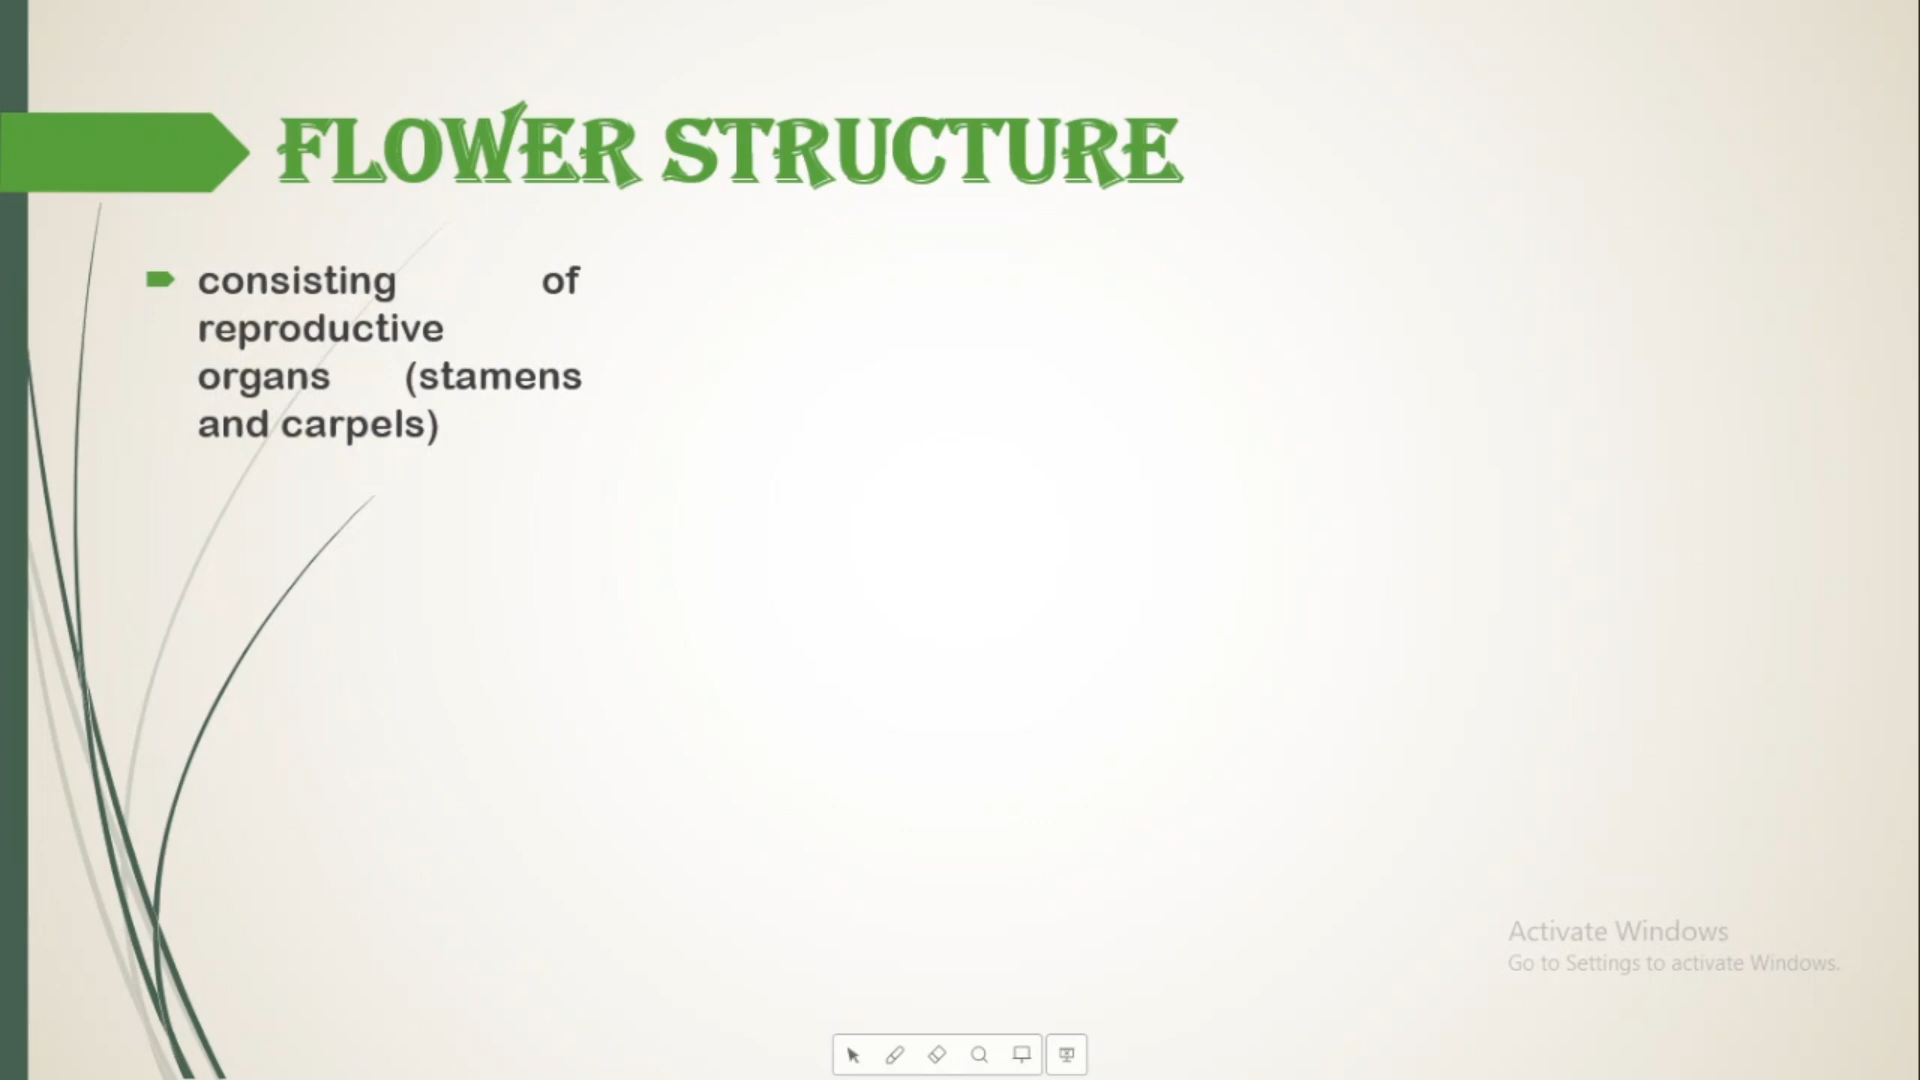 FLOWER STRUCTURE
consisting of
reproductive
organs (stamens
and carpels)
Activate Windows
Go to Settings to activate Windows.